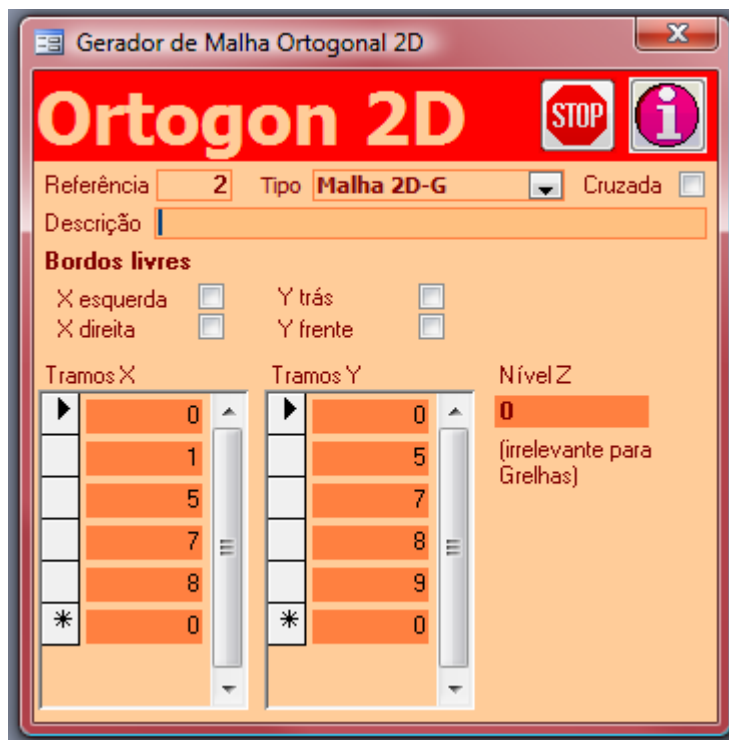 Gerador de Malha Ortogonal 2D
Ortogon 2D STOP i
Referência 2 Tipo Malha 2D-G Cruzada
Descrição
Bordos livres
X esquerda Y trás
X direita Y frente
Tramos X Tramos Y Nível Z
0 0 0
1 5 (irrelevante para
Grelhas)
5 7
7 8
8 9
* 0 * 0